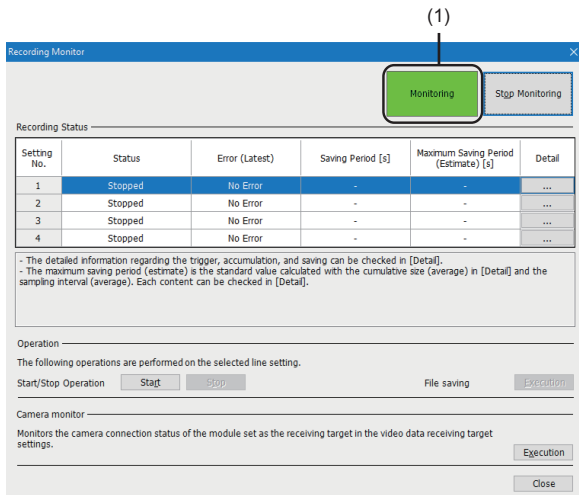 (1)
Recording Monitor
Monitoring
Stop Monitoring
Recording Status
Setting No. Status Error (Latest) Saving Period [s] Maximum Saving Period (Estimate) [s] Detail
1 Stopped No Error - - ...
2 Stopped No Error - - ...
3 Stopped No Error - - ...
4 Stopped No Error - - ...
- The detailed information regarding the trigger, accumulation, and saving can be checked in [Detail].
- The maximum saving period (estimate) is the standard value calculated with the cumulative size (average) in [Detail] and the
sampling interval (average). Each content can be checked in [Detail].
Operation
The following operations are performed on the selected line setting.
Start/Stop Operation Start Stop File saving Execution
Camera monitor
Monitors the camera connection status of the module set as the receiving target in the video data receiving target
settings.
Execution
Close